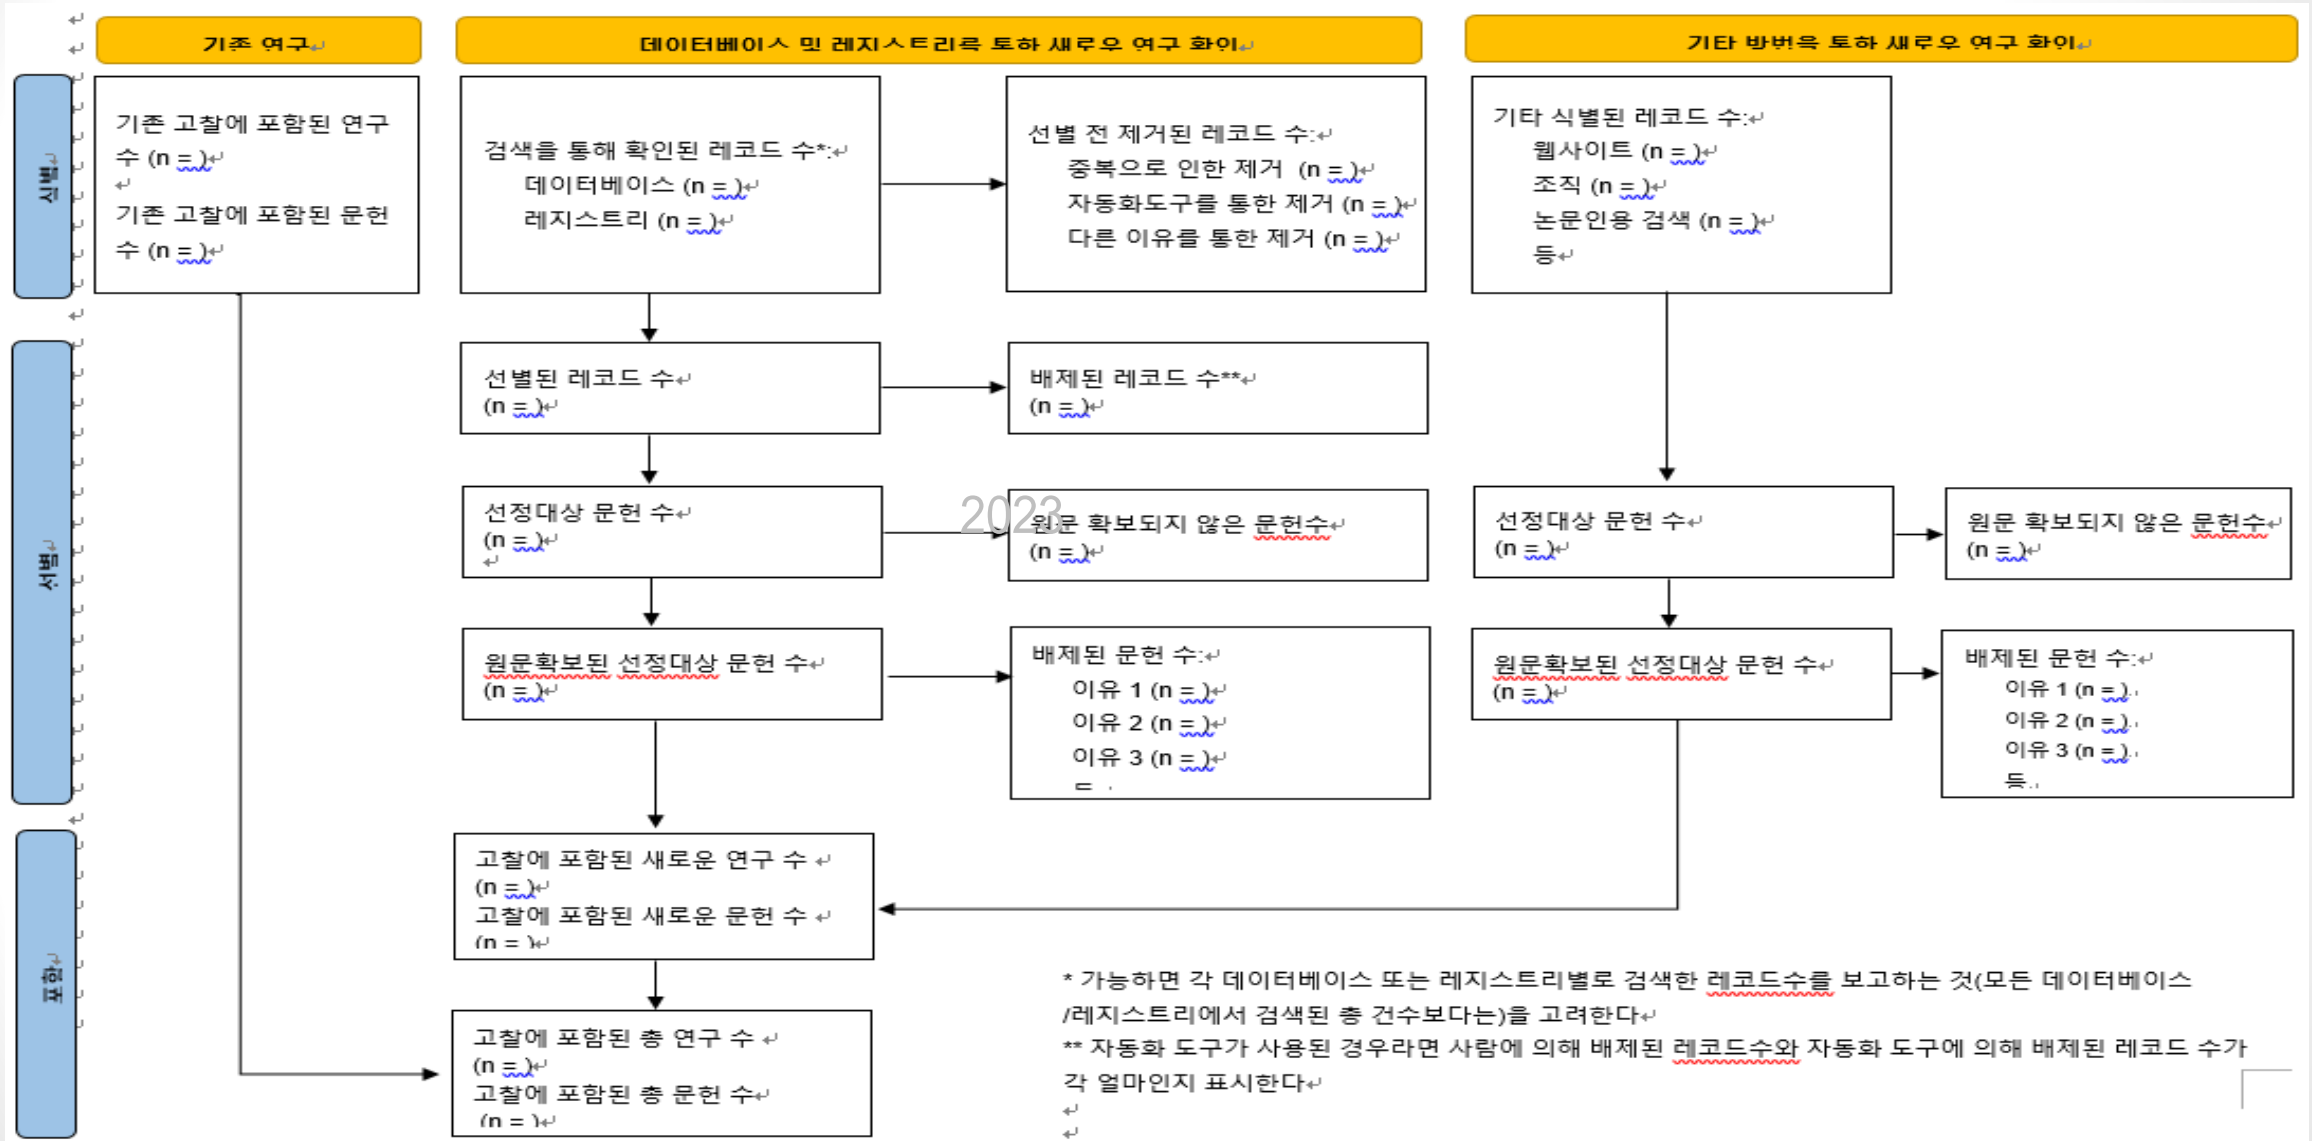 기존 연구
데이터베이스 및 레지스트리를 통한 새로운 연구 확인
기타 방법을 통한 새로운 연구 확인
식별
기존 고찰에 포함된 연구
수 (n = )
기존 고찰에 포함된 문헌
수 (n = )
검색을 통해 확인된 레코드 수*:
데이터베이스 (n = )
레지스트리 (n = )
선별 전 제거된 레코드 수:
중복으로 인한 제거 (n = )
자동화도구를 통한 제거 (n = )
다른 이유를 통한 제거 (n = )
기타 식별된 레코드 수:
웹사이트 (n = )
조직 (n = )
논문인용 검색 (n = )
등
선별
선별된 레코드 수
(n = )
배제된 레코드 수**
(n = )
선정대상 문헌 수
(n = )
2023
원문 확보되지 않은 문헌수
(n = )
선정대상 문헌 수
(n = )
원문 확보되지 않은 문헌수
(n = )
원문확보된 선정대상 문헌 수
(n = )
배제된 문헌 수:
이유 1 (n = )
이유 2 (n = )
이유 3 (n = )
원문확보된 선정대상 문헌 수
(n = )
배제된 문헌 수:
이유 1 (n = )
이유 2 (n = )
이유 3 (n = )
등
포함
고찰에 포함된 새로운 연구 수
(n = )
고찰에 포함된 새로운 문헌 수
(n = )
고찰에 포함된 총 연구 수
(n = )
고찰에 포함된 총 문헌 수
(n = )
* 가능하면 각 데이터베이스 또는 레지스트리별로 검색한 레코드수를 보고하는 것(모든 데이터베이스
/레지스트리에서 검색된 총 건수보다는)을 고려한다
** 자동화 도구가 사용된 경우라면 사람에 의해 배제된 레코드수와 자동화 도구에 의해 배제된 레코드 수가
각 얼마인지 표시한다